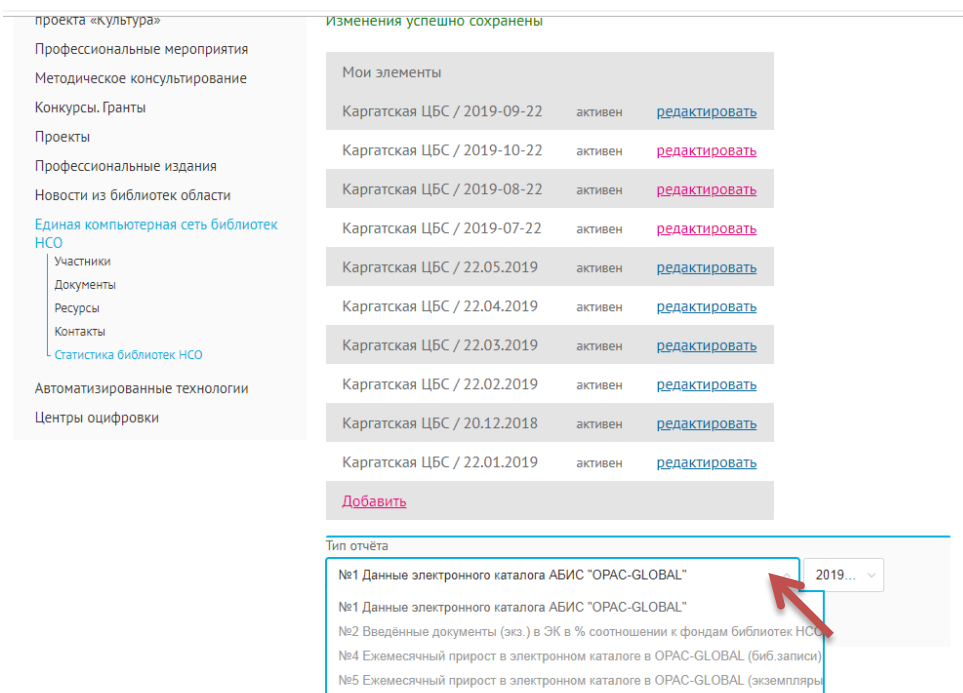 проекта «Культура»
Профессиональные мероприятия
Методическое консультирование
Конкурсы. Гранты
Проекты
Профессиональные издания
Новости из библиотек области
Единая компьютерная сеть библиотек
НСО
Участники
Документы
Ресурсы
Контакты
Статистика библиотек НСО
Автоматизированные технологии
Центры оцифровки
Изменения успешно сохранены
Мои элементы
Каргатская ЦБС / 2019-09-22 активен редактировать
Каргатская ЦБС / 2019-10-22 активен редактировать
Каргатская ЦБС / 2019-08-22 активен редактировать
Каргатская ЦБС / 2019-07-22 активен редактировать
Каргатская ЦБС / 22.05.2019 активен редактировать
Каргатская ЦБС / 22.04.2019 активен редактировать
Каргатская ЦБС / 22.03.2019 активен редактировать
Каргатская ЦБС / 22.02.2019 активен редактировать
Каргатская ЦБС / 20.12.2018 активен редактировать
Каргатская ЦБС / 22.01.2019 активен редактировать
Добавить
Тип отчёта
№1 Данные электронного каталога АБИС "OPAC-GLOBAL" 2019...
№1 Данные электронного каталога АБИС "OPAC-GLOBAL"
№2 Введённые документы (экз.) в ЭК в % соотношении к фондам библиотек НСО
№4 Ежемесячный прирост в электронном каталоге в OPAC-GLOBAL (биб.записи)
№5 Ежемесячный прирост в электронном каталоге в OPAC-GLOBAL (экземпляры